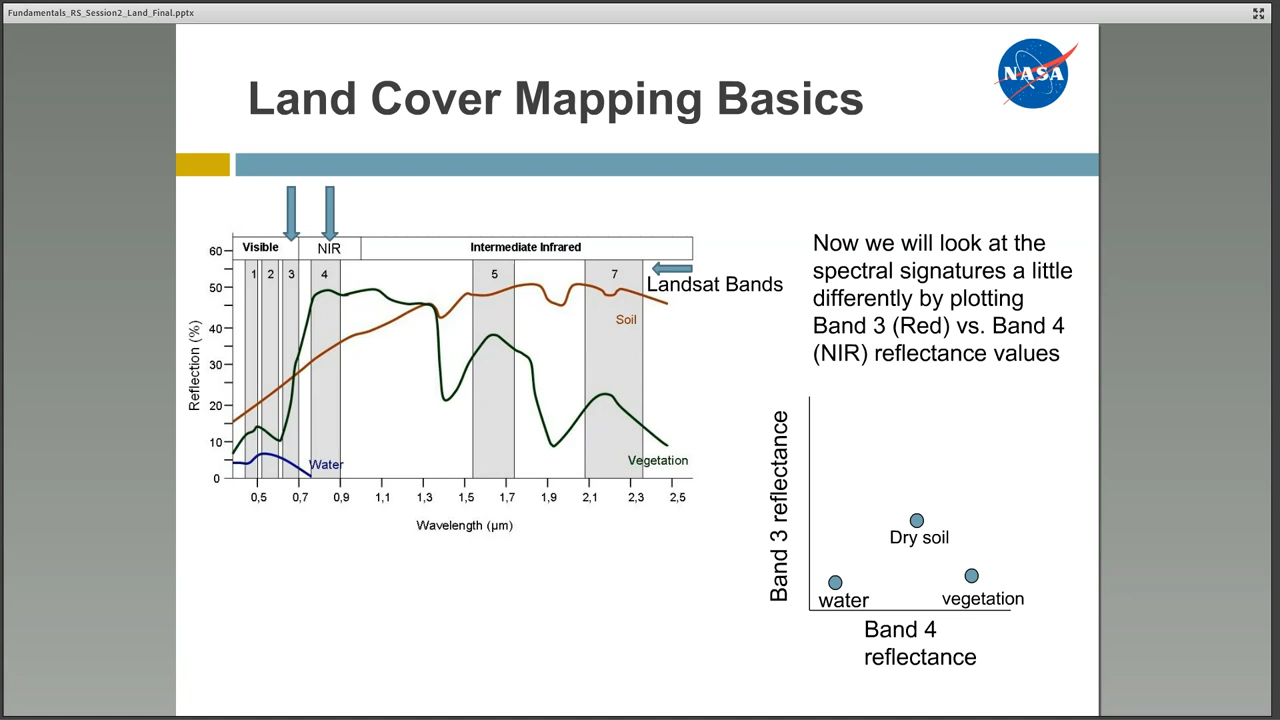 Fundamentals_RS_Session2_Land_Final.pptx
NASA
Land Cover Mapping Basics
Visible
NIR
Intermediate Infrared
1 2 3 4 5 7
Landsat Bands
60
50
40
30
20
10
0
Reflection (%)
Soil
Water
Vegetation
0,5 0,7 0,9 1,1 1,3 1,5 1,7 1,9 2,1 2,3 2,5
Wavelength (µm)
Now we will look at the
spectral signatures a little
differently by plotting
Band 3 (Red) vs. Band 4
(NIR) reflectance values
Band 3 reflectance
Dry soil
water
vegetation
Band 4
reflectance